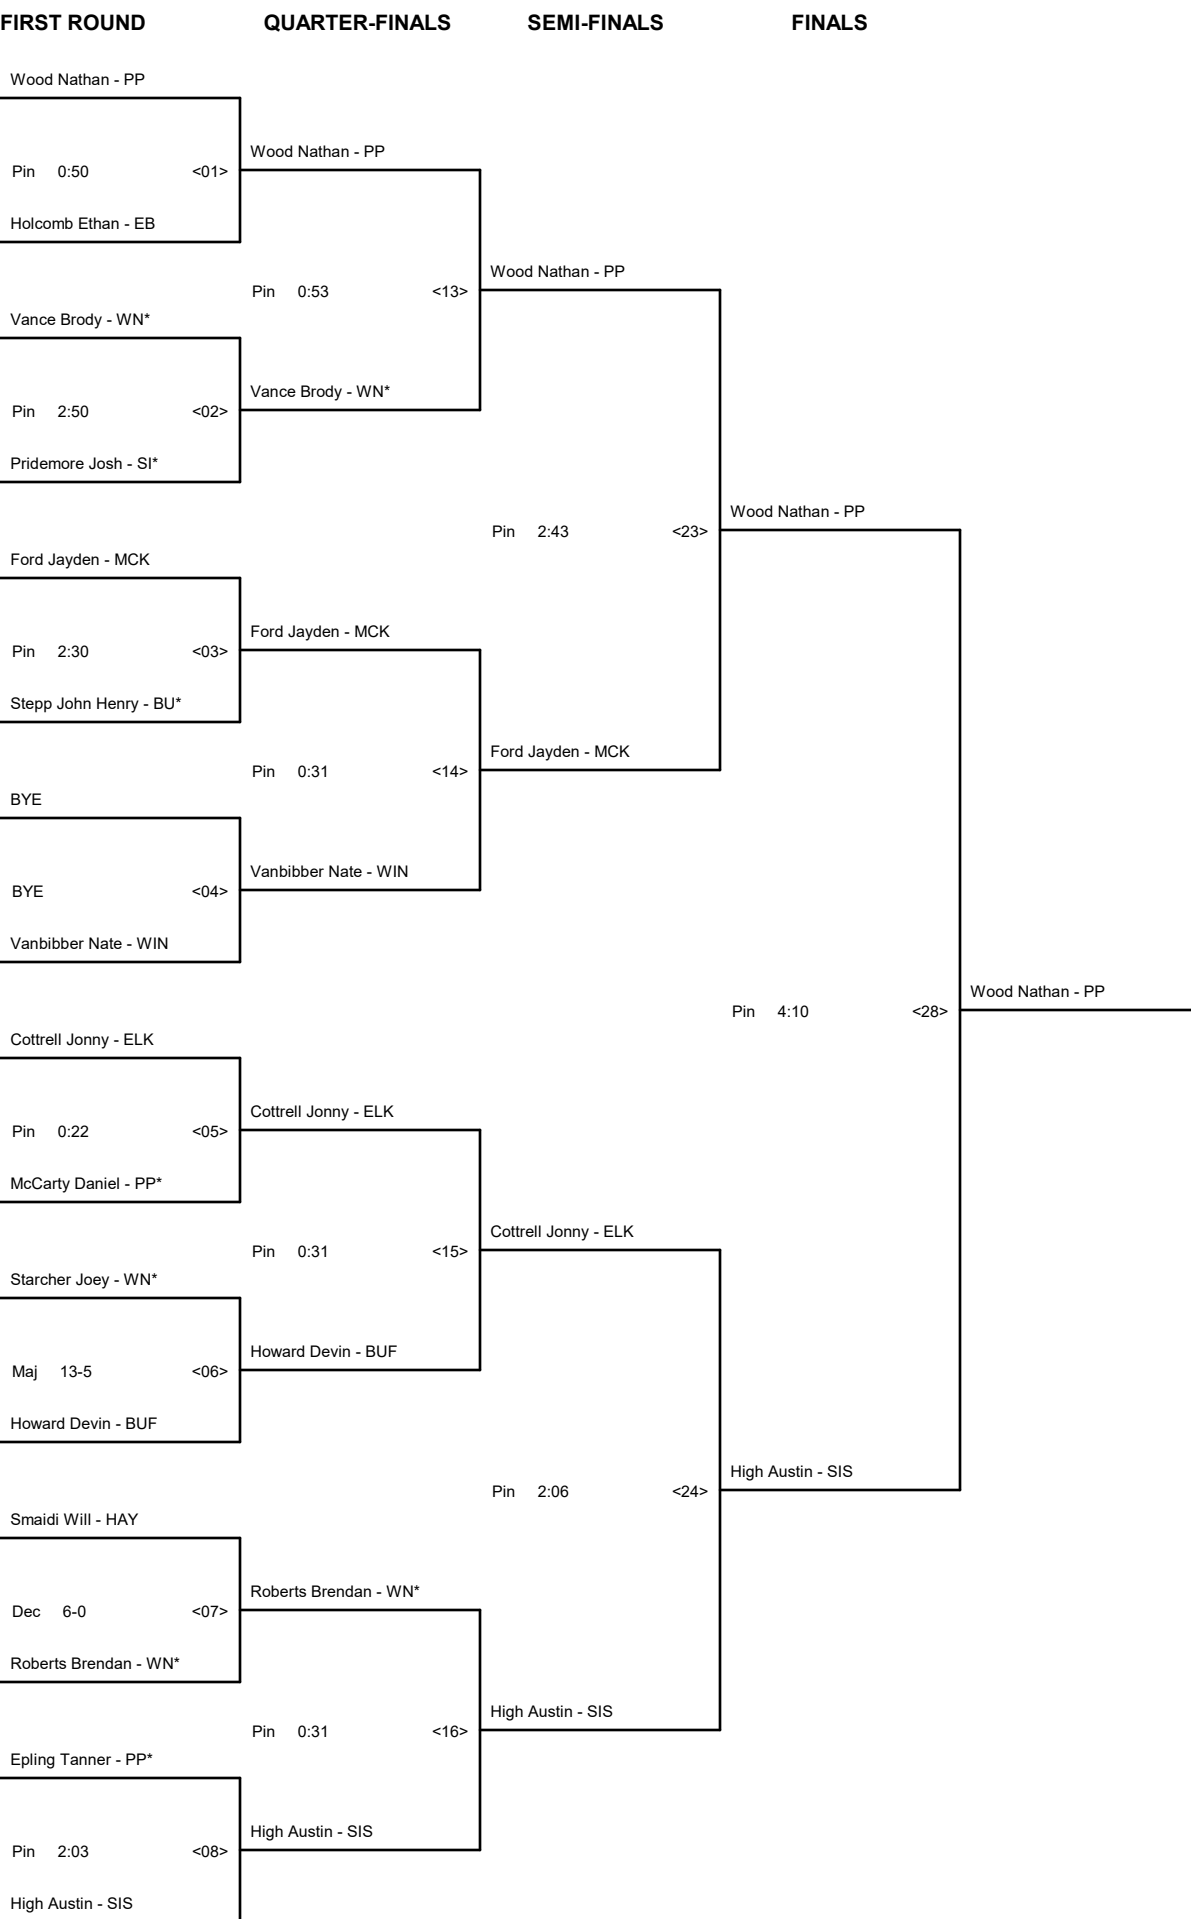 FIRST ROUND QUARTER-FINALS SEMI-FINALS FINALS
Wood Nathan - PP
Wood Nathan - PP
Pin 0:50 <01>
Holcomb Ethan - EB
Wood Nathan - PP
Pin 0:53 <13>
Vance Brody - WN*
Vance Brody - WN*
Pin 2:50 <02>
Pridemore Josh - SI*
Wood Nathan - PP
Pin 2:43 <23>
Ford Jayden - MCK
Ford Jayden - MCK
Pin 2:30 <03>
Stepp John Henry - BU*
Ford Jayden - MCK
Pin 0:31 <14>
BYE
Vanbibber Nate - WIN
BYE <04>
Vanbibber Nate - WIN
Wood Nathan - PP
Pin 4:10 <28>
Cottrell Jonny - ELK
Cottrell Jonny - ELK
Pin 0:22 <05>
McCarty Daniel - PP*
Cottrell Jonny - ELK
Pin 0:31 <15>
Starcher Joey - WN*
Howard Devin - BUF
Maj 13-5 <06>
Howard Devin - BUF
High Austin - SIS
Pin 2:06 <24>
Smaidi Will - HAY
Roberts Brendan - WN*
Dec 6-0 <07>
Roberts Brendan - WN*
High Austin - SIS
Pin 0:31 <16>
Epling Tanner - PP*
High Austin - SIS
Pin 2:03 <08>
High Austin - SIS